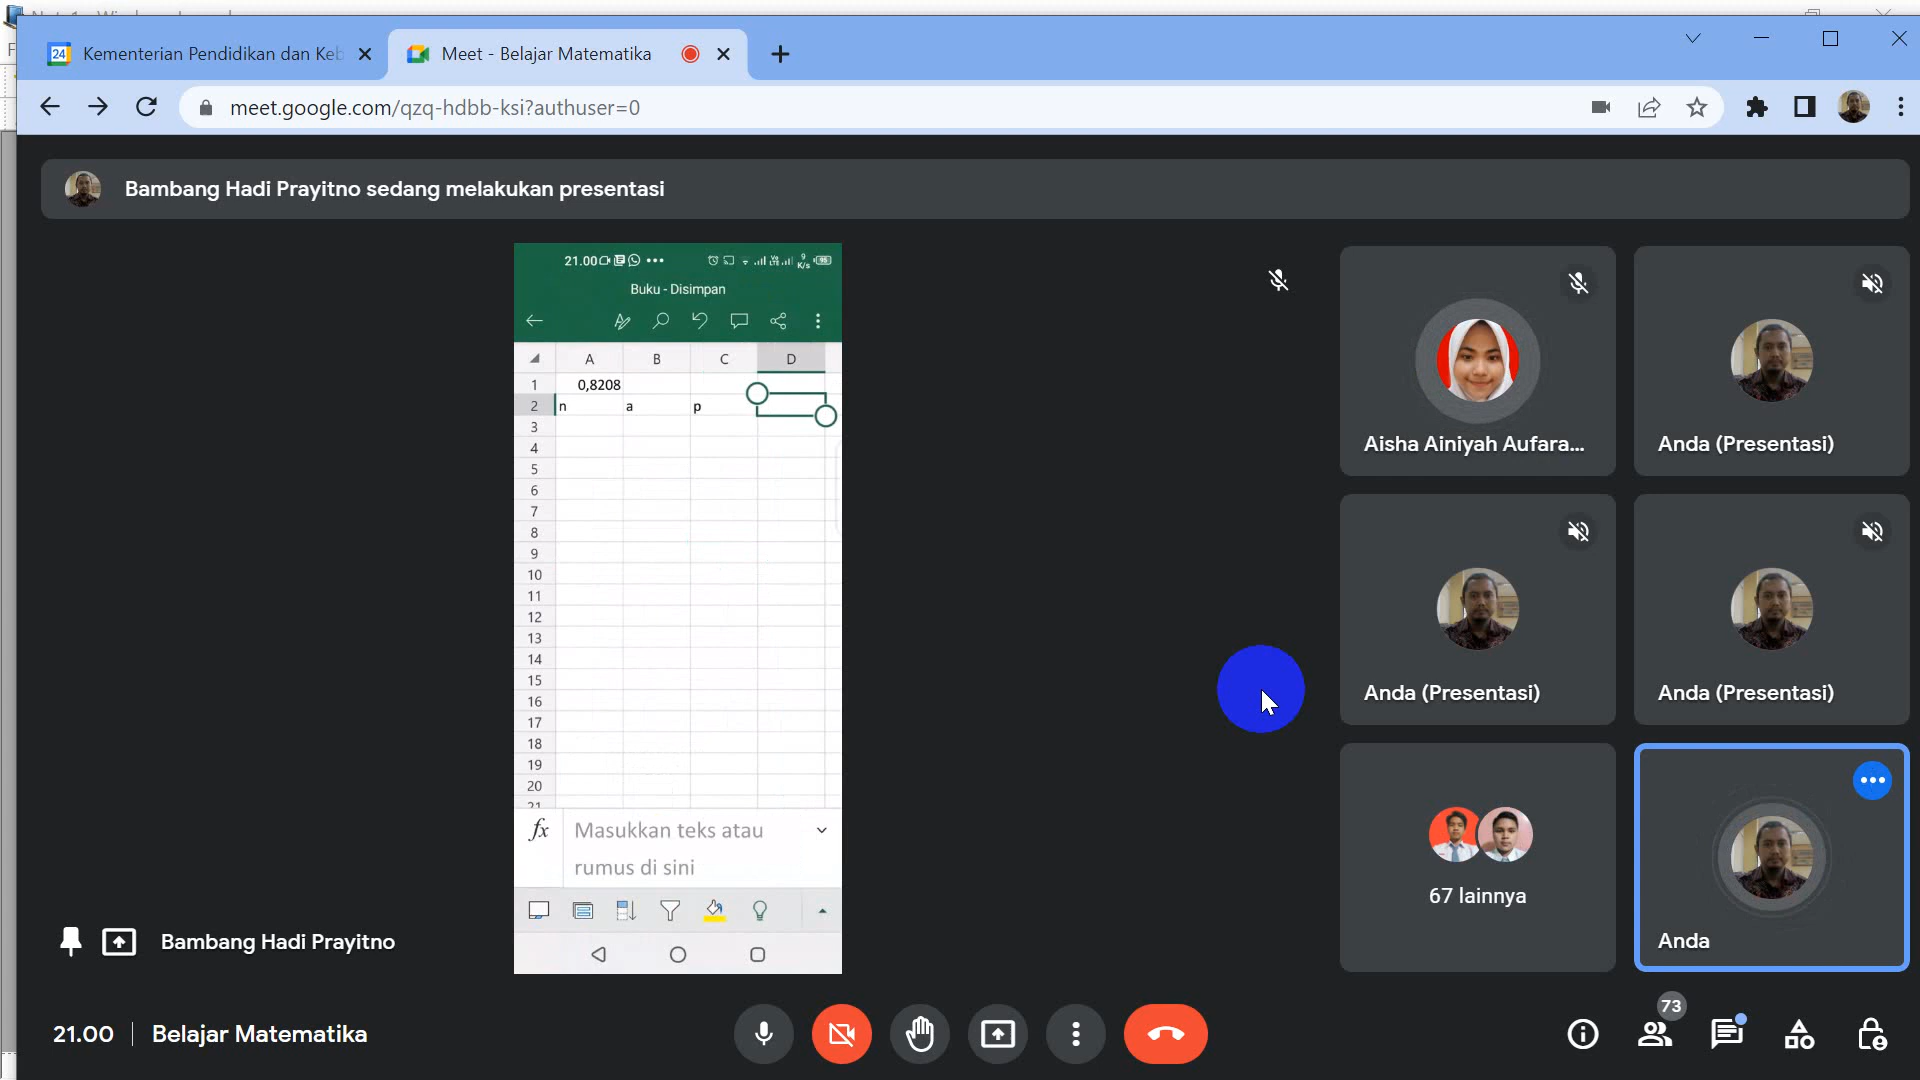 Kementerian Pendidikan dan Keb
Meet - Belajar Matematika
meet.google.com/qzq-hdbb-ksi?authuser=0
Bambang Hadi Prayitno sedang melakukan presentasi
21.00
9
K/s
Buku - Disimpan
A B C D
1 0,8208
2 n a p
3
4
5
6
7
8
9
10
11
12
13
14
15
16
17
18
19
20
21
fx Masukkan teks atau
rumus di sini
Aisha Ainiyah Aufara...
Anda (Presentasi)
Anda (Presentasi)
Anda (Presentasi)
67 lainnya
Anda
Bambang Hadi Prayitno
21.00 Belajar Matematika
73